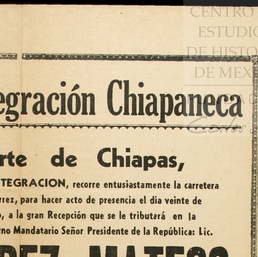 CENTRO
ESTUDIO
DE HISTO
DE MEX
egración Chiapaneca
rte de Chiapas,
TEGRACION, recorre entusiastamente la carretera
rrez, para hacer acto de presencia el día veinte de
o, a la gran Recepción que se le tributará en la
gno Mandatario Señor Presidente de la República: Lic.